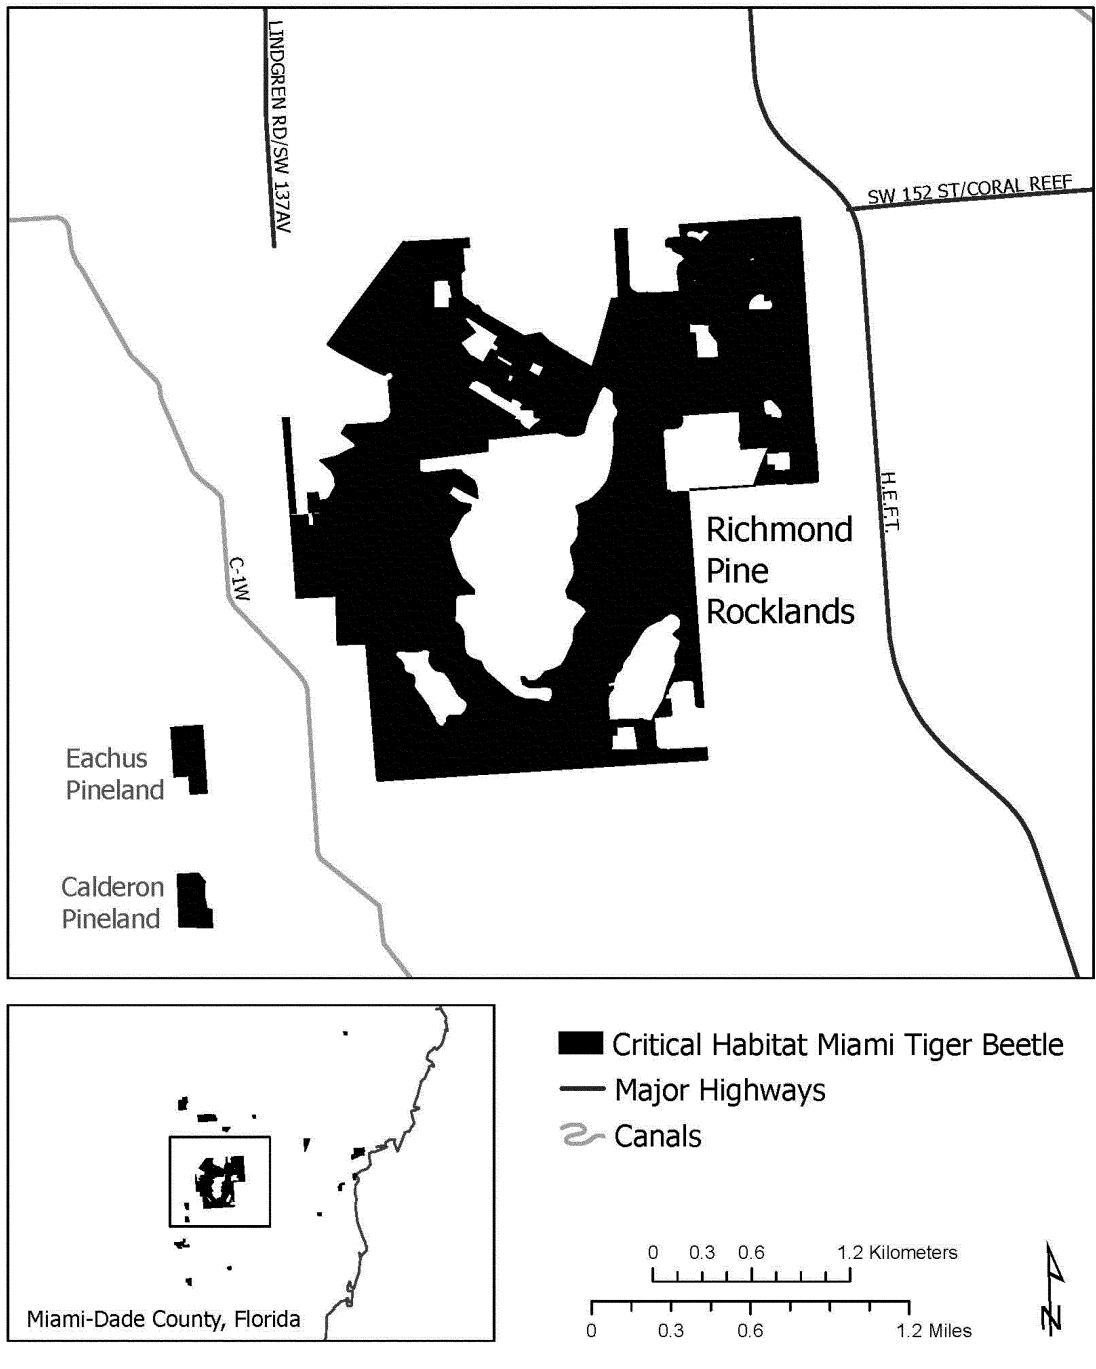 LINDGREN RD/SW 137AV
SW 152 ST/CORAL REEF
H.E.F.T.
C-1W
Richmond
Pine
Rocklands
Eachus
Pineland
Calderon
Pineland
Miami-Dade County, Florida
Critical Habitat Miami Tiger Beetle
Major Highways
Canals
0 0.3 0.6 1.2 Kilometers
0 0.3 0.6 1.2 Miles
N